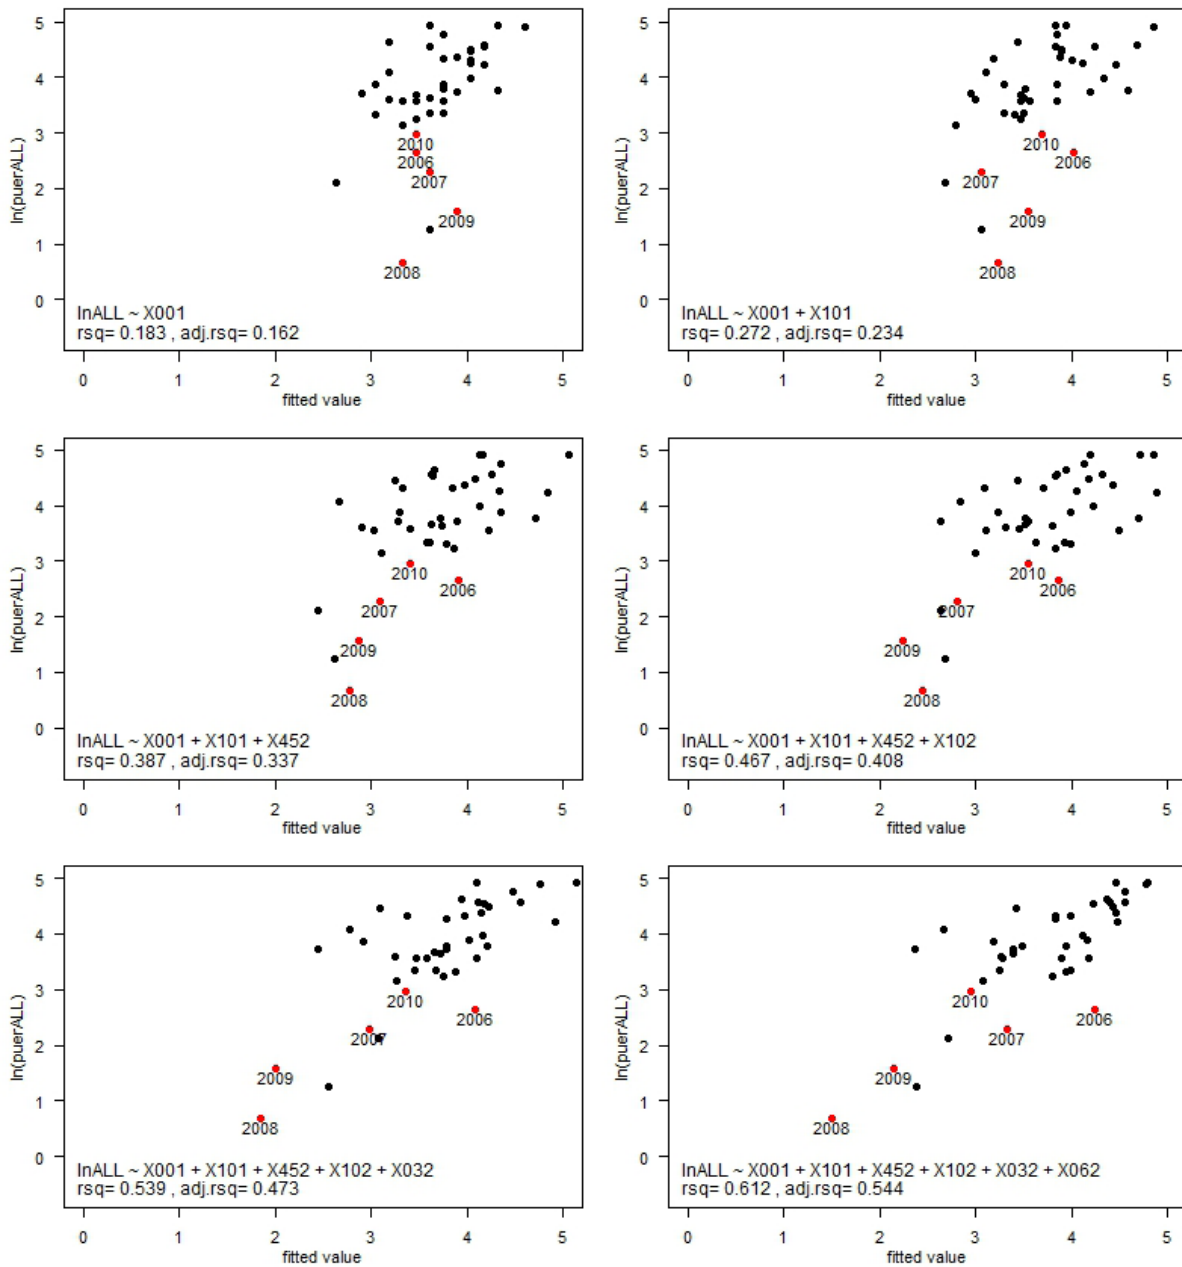 5
4
3
2
1
0
ln(puerALL)
2010
2006
2007
2009
2008
lnALL ~ X001
rsq= 0.183 , adj.rsq= 0.162
0 1 2 3 4 5
fitted value
5
4
3
2
1
0
ln(puerALL)
2010
2006
2007
2009
2008
lnALL ~ X001 + X101
rsq= 0.272 , adj.rsq= 0.234
0 1 2 3 4 5
fitted value
5
4
3
2
1
0
ln(puerALL)
2010
2006
2007
2009
2008
lnALL ~ X001 + X101 + X452
rsq= 0.387 , adj.rsq= 0.337
0 1 2 3 4 5
fitted value
5
4
3
2
1
0
ln(puerALL)
2010
2006
2007
2009
2008
lnALL ~ X001 + X101 + X452 + X102
rsq= 0.467 , adj.rsq= 0.408
0 1 2 3 4 5
fitted value
5
4
3
2
1
0
ln(puerALL)
2010
2006
2007
2009
2008
lnALL ~ X001 + X101 + X452 + X102 + X032
rsq= 0.539 , adj.rsq= 0.473
0 1 2 3 4 5
fitted value
5
4
3
2
1
0
ln(puerALL)
2010
2006
2007
2009
2008
lnALL ~ X001 + X101 + X452 + X102 + X032 + X062
rsq= 0.612 , adj.rsq= 0.544
0 1 2 3 4 5
fitted value